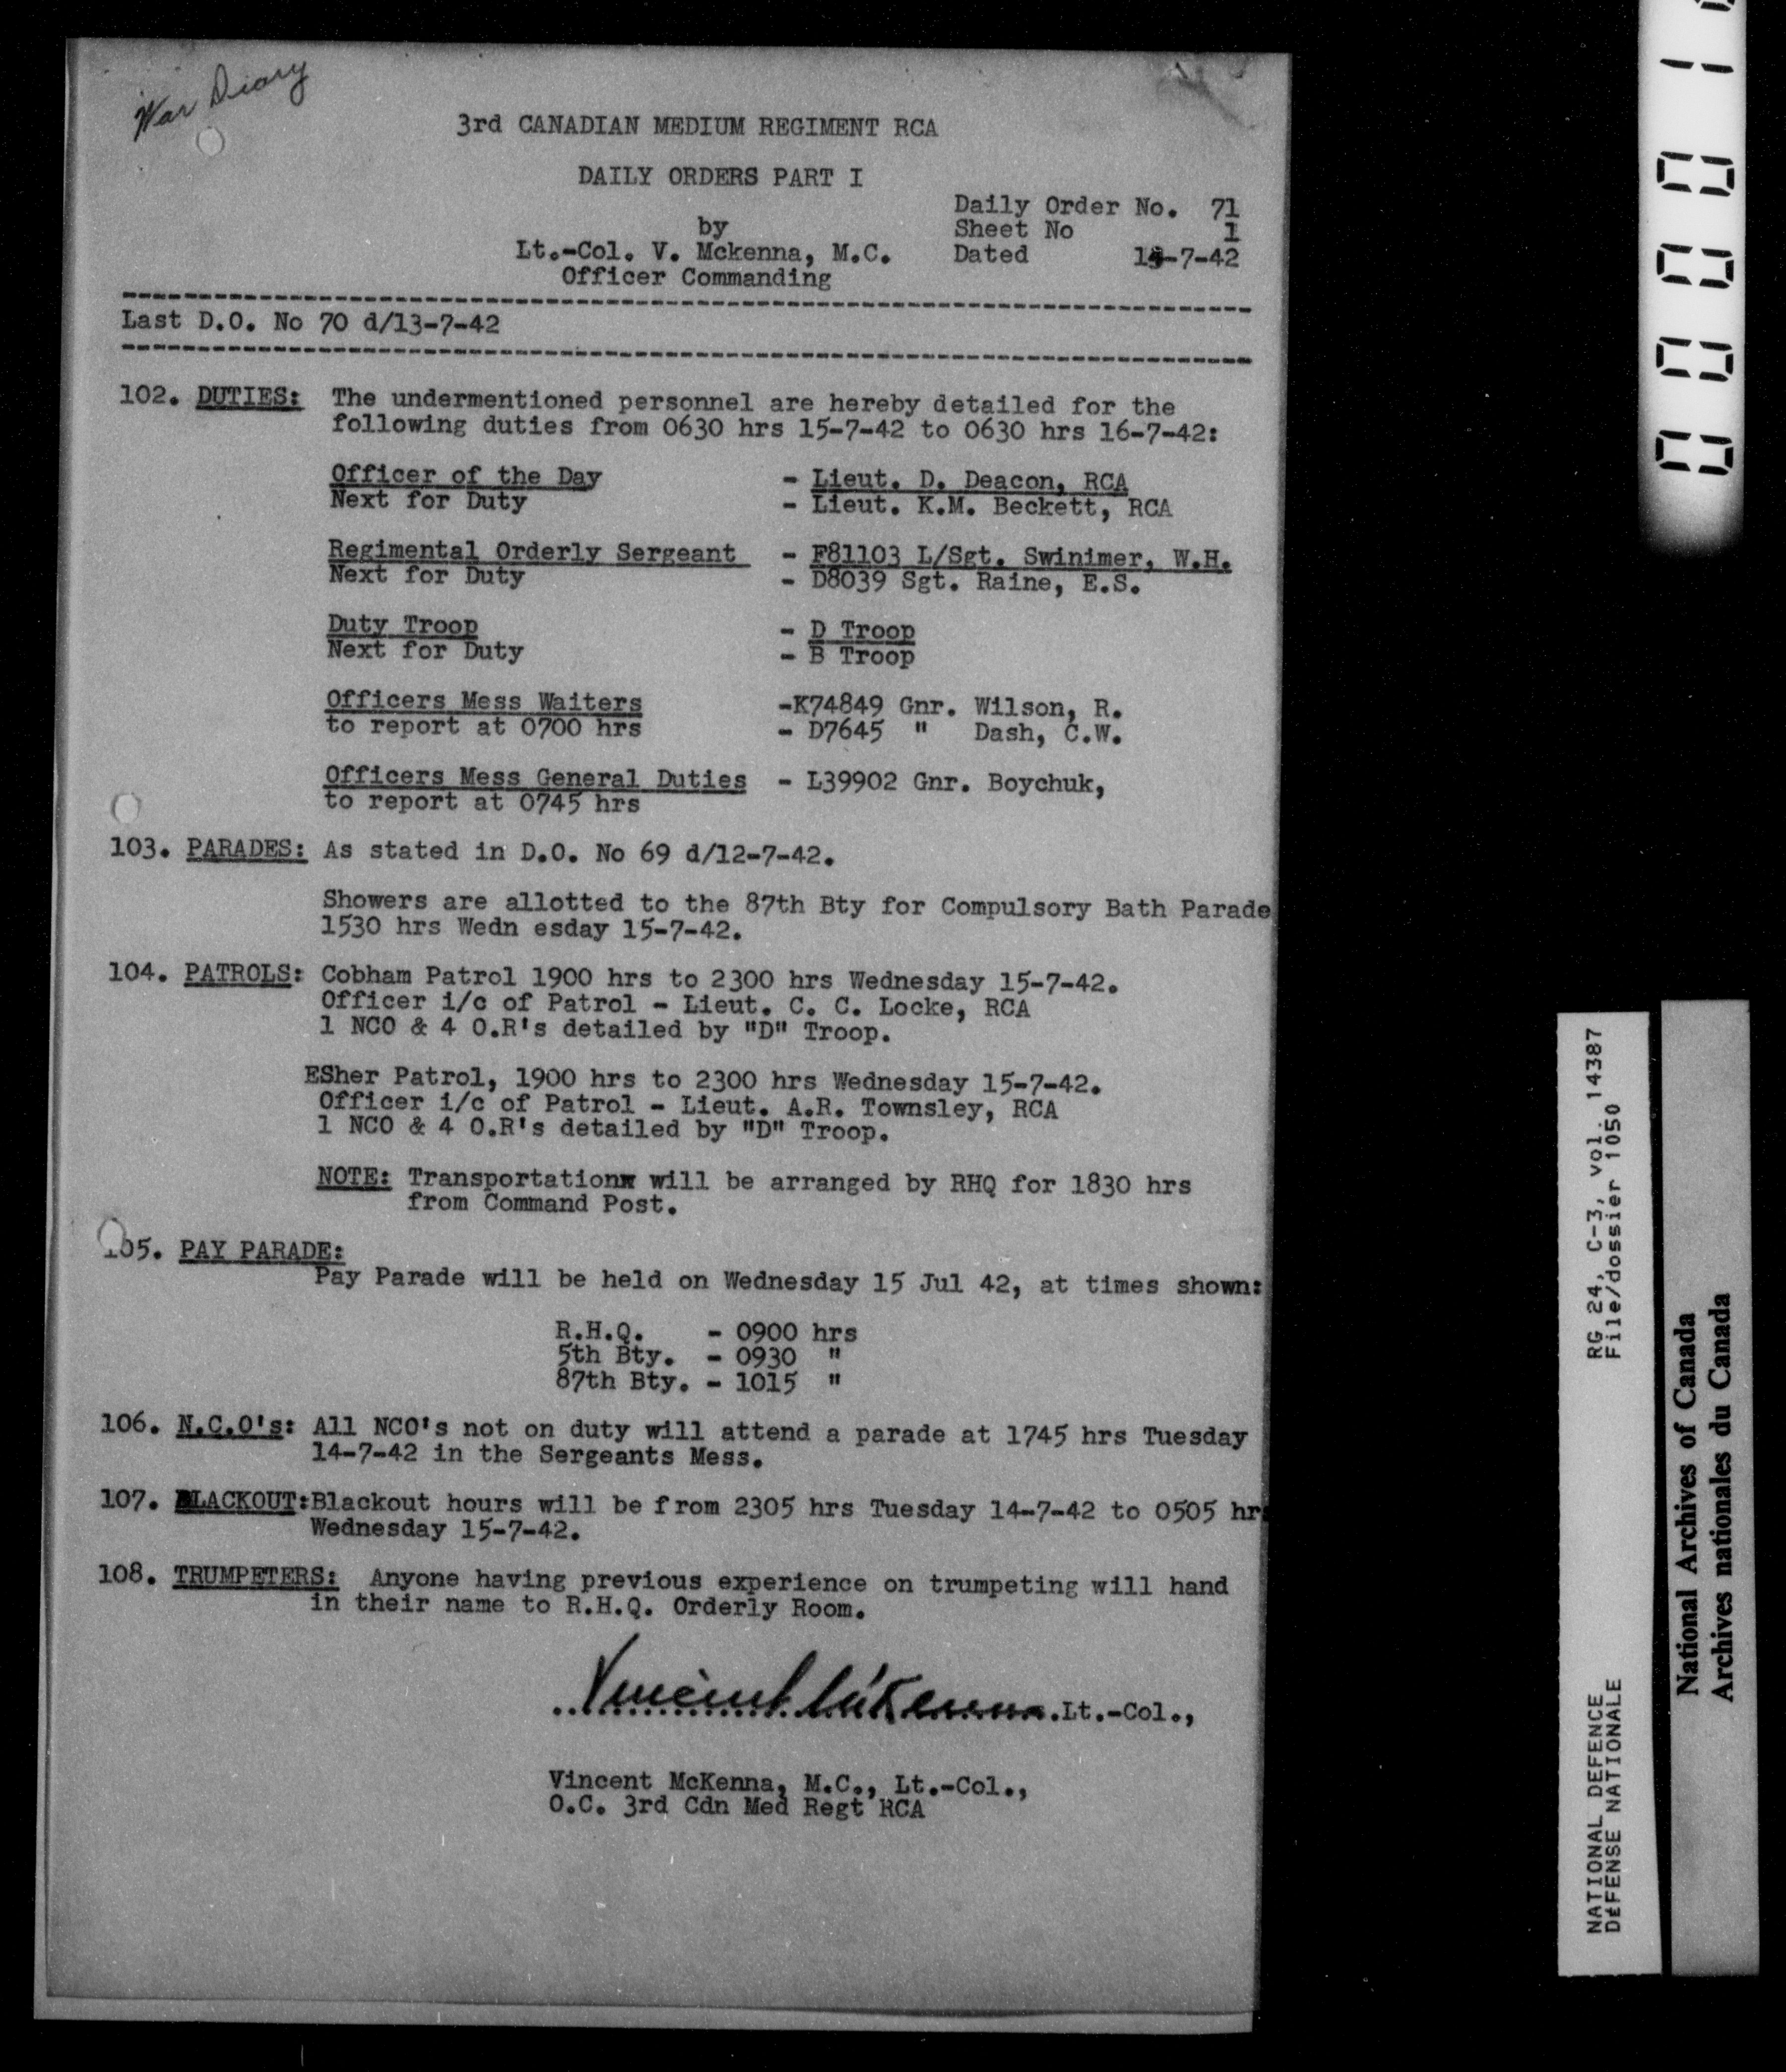 War Diary
3rd CANADIAN MEDIUM REGIMENT RCA
DAILY ORDERS PART I
Daily Order No. 71
by
Sheet No 1
Lt.-Col. V. Mckenna, M.C.
Dated 14-7-42
Officer Commanding
Last D.O. No 70 d/13-7-42
102. DUTIES: The undermentioned personnel are hereby detailed for the
following duties from 0630 hrs 15-7-42 to 0630 hrs 16-7-42:
Officer of the Day - Lieut. D. Deacon, RCA
Next for Duty - Lieut. K.M. Beckett, RCA
Regimental Orderly Sergeant - F81103 L/Sgt. Swinimer, W.H.
Next for Duty - D8039 Sgt. Raine, E.S.
Duty Troop - D Troop
Next for Duty - B Troop
Officers Mess Waiters -K74849 Gnr. Wilson, R.
to report at 0700 hrs - D7645 " Dash, C.W.
Officers Mess General Duties - L39902 Gnr. Boychuk,
to report at 0745 hrs
103. PARADES: As stated in D.O. No 69 d/12-7-42.
Showers are allotted to the 87th Bty for Compulsory Bath Parade
1530 hrs Wedn esday 15-7-42.
104. PATROLS: Cobham Patrol 1900 hrs to 2300 hrs Wednesday 15-7-42.
Officer i/c of Patrol - Lieut. C. C. Locke, RCA
1 NCO & 4 O.R's detailed by "D" Troop.
ESher Patrol, 1900 hrs to 2300 hrs Wednesday 15-7-42.
Officer i/c of Patrol - Lieut. A.R. Townsley, RCA
1 NCO & 4 O.R's detailed by "D" Troop.
NOTE: Transportation will be arranged by RHQ for 1830 hrs
from Command Post.
105. PAY PARADE:
Pay Parade will be held on Wednesday 15 Jul 42, at times shown:
R.H.Q. - 0900 hrs
5th Bty. - 0930 "
87th Bty. - 1015 "
106. N.C.O's: All NCO's not on duty will attend a parade at 1745 hrs Tuesday
14-7-42 in the Sergeants Mess.
107. BLACKOUT:Blackout hours will be from 2305 hrs Tuesday 14-7-42 to 0505 hrs
Wednesday 15-7-42.
108. TRUMPETERS: Anyone having previous experience on trumpeting will hand
in their name to R.H.Q. Orderly Room.
Vincent McKenna Lt.-Col.,
Vincent McKenna, M.C., Lt.-Col.,
O.C. 3rd Cdn Med Regt RCA
NATIONAL DEFENCE RG 24, C-3, vol. 14387
DÉFENSE NATIONALE File/dossier 1050
National Archives of Canada
Archives nationales du Canada